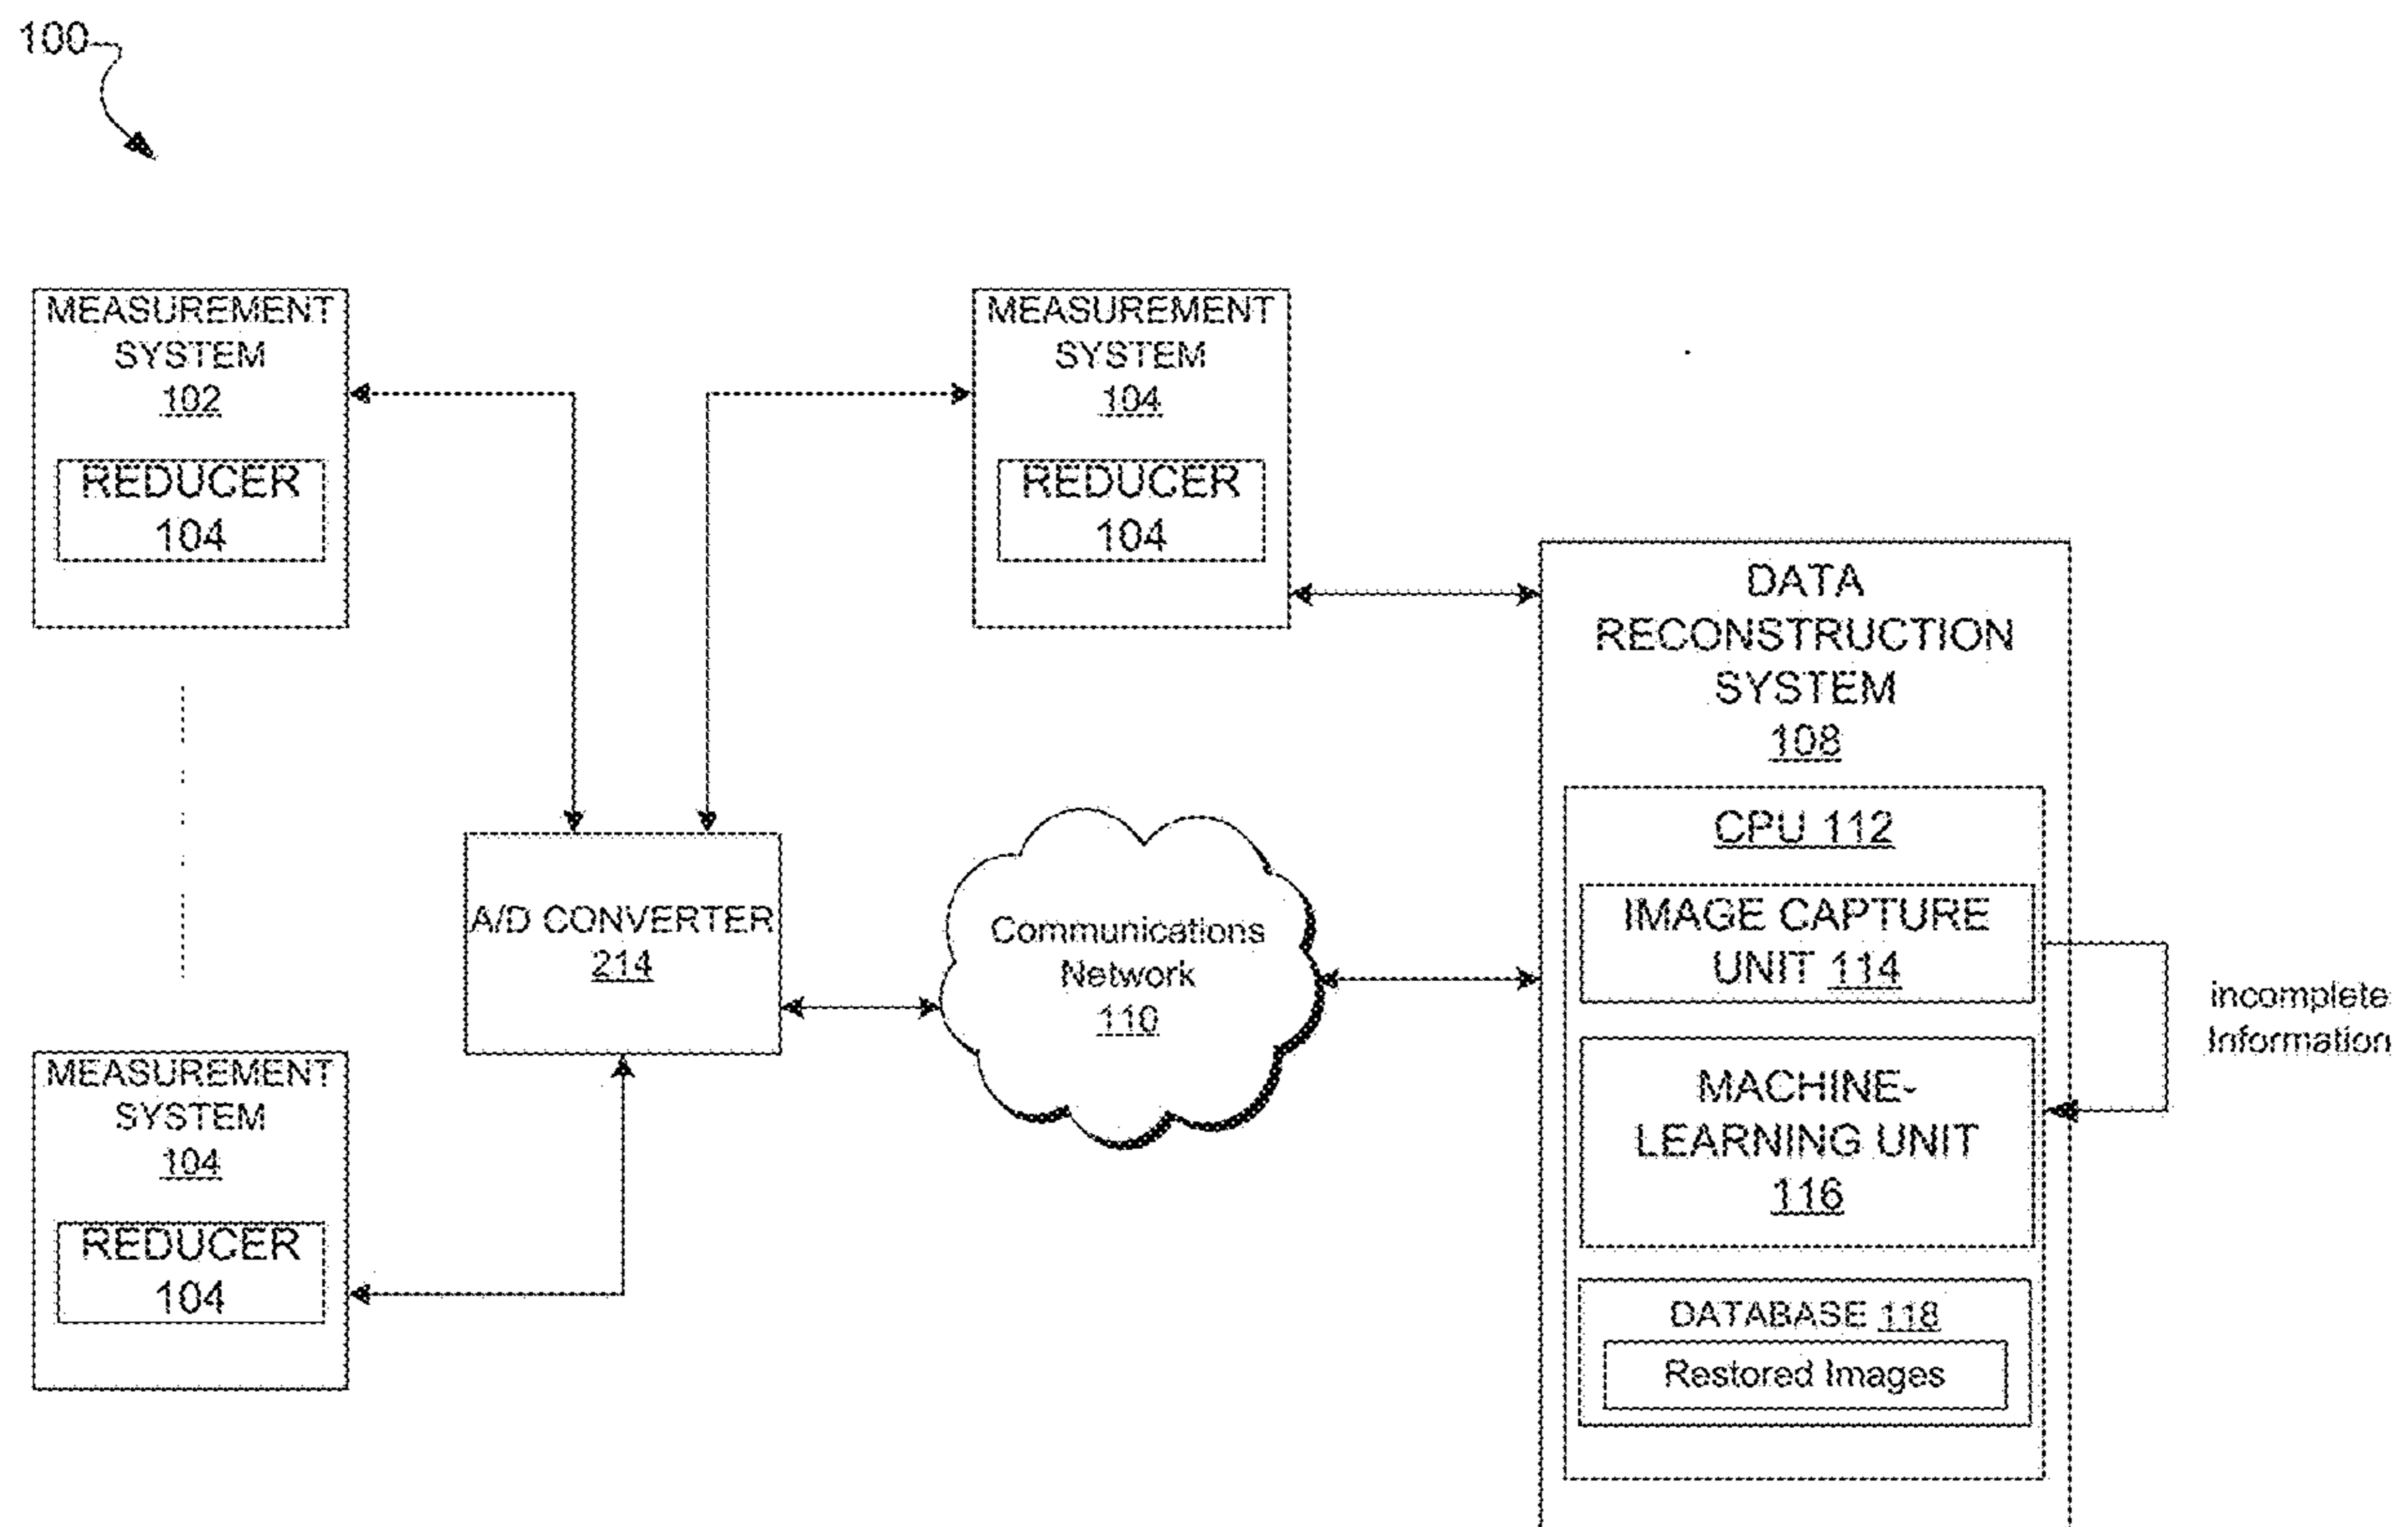 100
MEASUREMENT
SYSTEM
102
REDUCER
104
MEASUREMENT
SYSTEM
104
REDUCER
104
MEASUREMENT
SYSTEM
104
REDUCER
104
A/D CONVERTER
214
Communications
Network
110
DATA
RECONSTRUCTION
SYSTEM
108
CPU 112
IMAGE CAPTURE
UNIT 114
MACHINE-
LEARNING UNIT
116
DATABASE 118
Restored Images
incomplete
Information